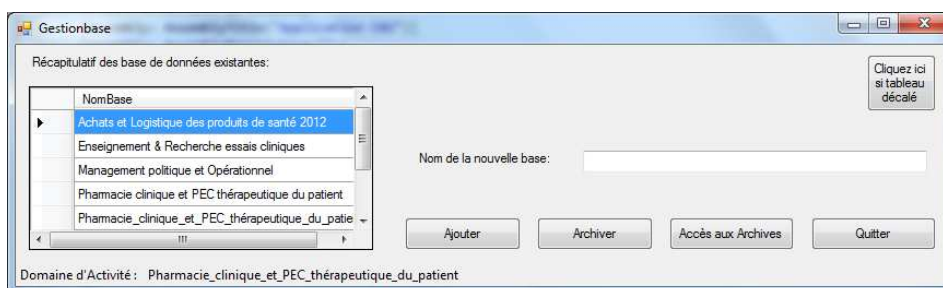 Gestionbase
Récapitulatif des base de données existantes:
Cliquez ici
si tableau
décalé
NomBase
Achats et Logistique des produits de santé 2012
Enseignement & Recherche essais cliniques
Management politique et Opérationnel
Pharmacie clinique et PEC thérapeutique du patient
Pharmacie_clinique_et_PEC_thérapeutique_du_patie
Nom de la nouvelle base:
Ajouter
Archiver
Accès aux Archives
Quitter
Domaine d'Activité : Pharmacie_clinique_et_PEC_thérapeutique_du_patient